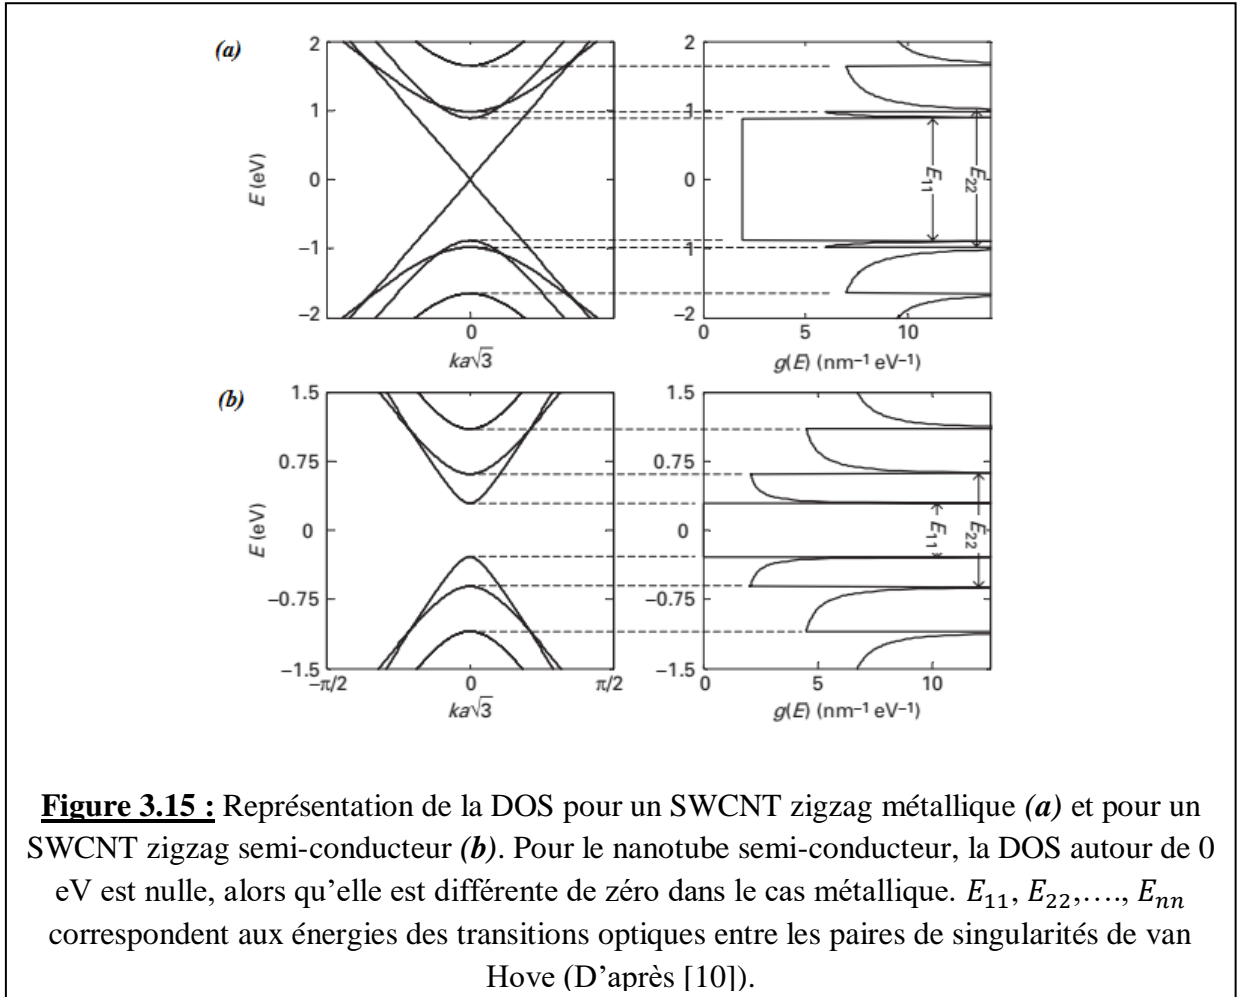 (a)
2
1
0
−1
−2
E (eV)
0
ka√3
2
1
0
1
−2
E11
E22
0
5
10
g(E) (nm−1 eV−1)
(b)
1.5
0.75
0
−0.75
−1.5
E (eV)
−π/2
0
π/2
ka√3
1.5
0.75
0
−0.75
−1.5
E11
E22
0
5
10
g(E) (nm−1 eV−1)
Figure 3.15 : Représentation de la DOS pour un SWCNT zigzag métallique (a) et pour un
SWCNT zigzag semi-conducteur (b). Pour le nanotube semi-conducteur, la DOS autour de 0
eV est nulle, alors qu’elle est différente de zéro dans le cas métallique. E11, E22,…., Enn
correspondent aux énergies des transitions optiques entre les paires de singularités de van
Hove (D’après [10]).